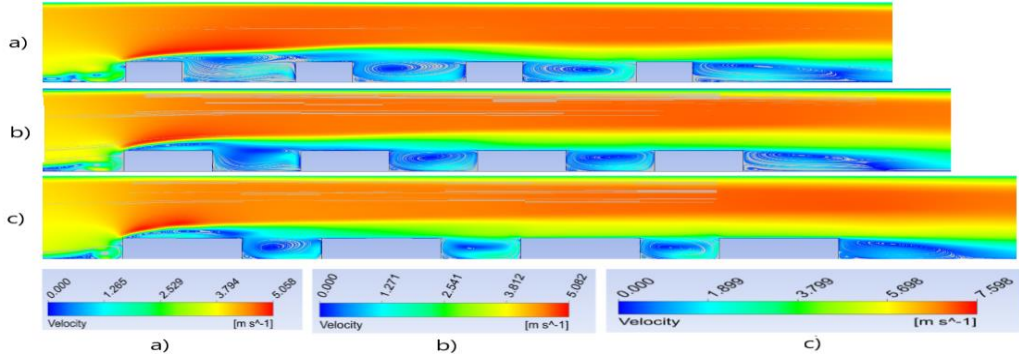 a)
b)
c)
0.000 1.265 2.529 3.794 5.058
Velocity [m s^-1]
0.000 1.271 2.541 3.812 5.082
Velocity [m s^-1]
0.000 1.899 3.799 5.698 7.598
Velocity [m s^-1]
a) b) c)